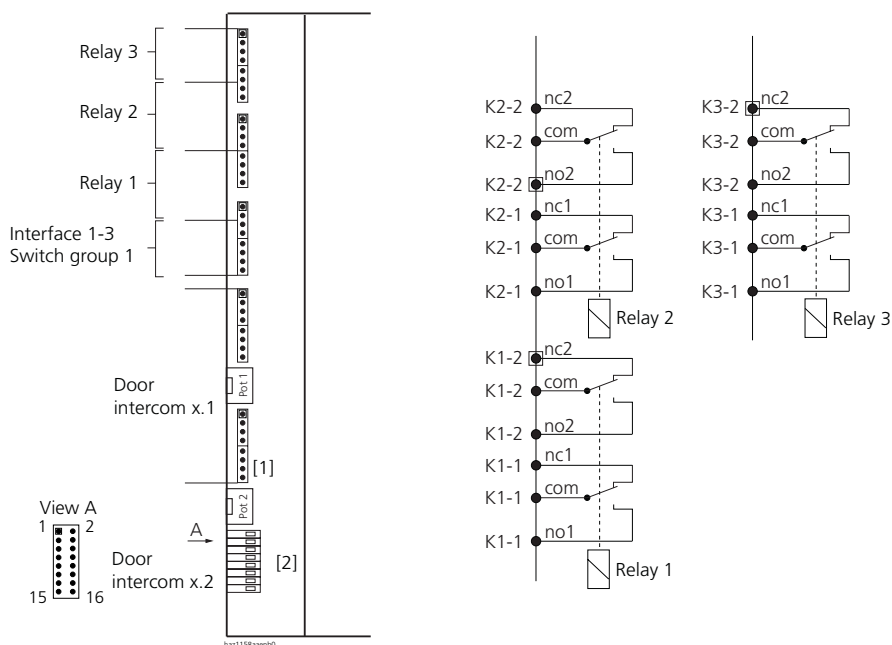 Relay 3
Relay 2
Relay 1
Interface 1-3
Switch group 1
Door
intercom x.1
Pot 1
[1]
Pot 2
View A
1 2
15 16
A
Door
intercom x.2
[2]
haz1158aaenb0
K2-2 nc2
K2-2 com
K2-2 no2
K2-1 nc1
K2-1 com
K2-1 no1
Relay 2
K1-2 nc2
K1-2 com
K1-2 no2
K1-1 nc1
K1-1 com
K1-1 no1
Relay 1
K3-2 nc2
K3-2 com
K3-2 no2
K3-1 nc1
K3-1 com
K3-1 no1
Relay 3